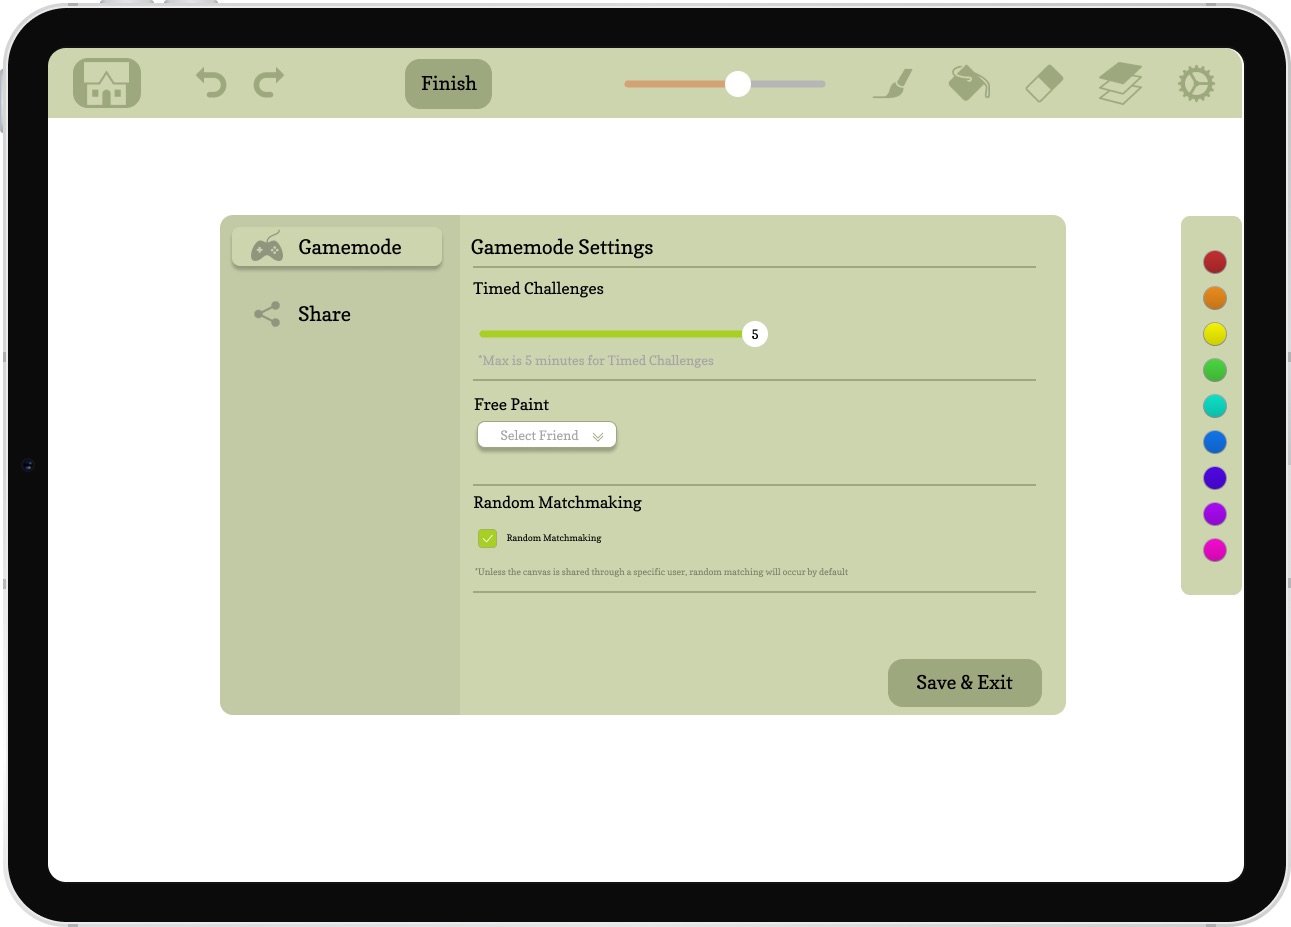 Finish
Gamemode
Share
Gamemode Settings
Timed Challenges
5
*Max is 5 minutes for Timed Challenges
Free Paint
Select Friend
Random Matchmaking
Random Matchmaking
*Unless the canvas is shared through a specific user, random matching will occur by default
Save & Exit